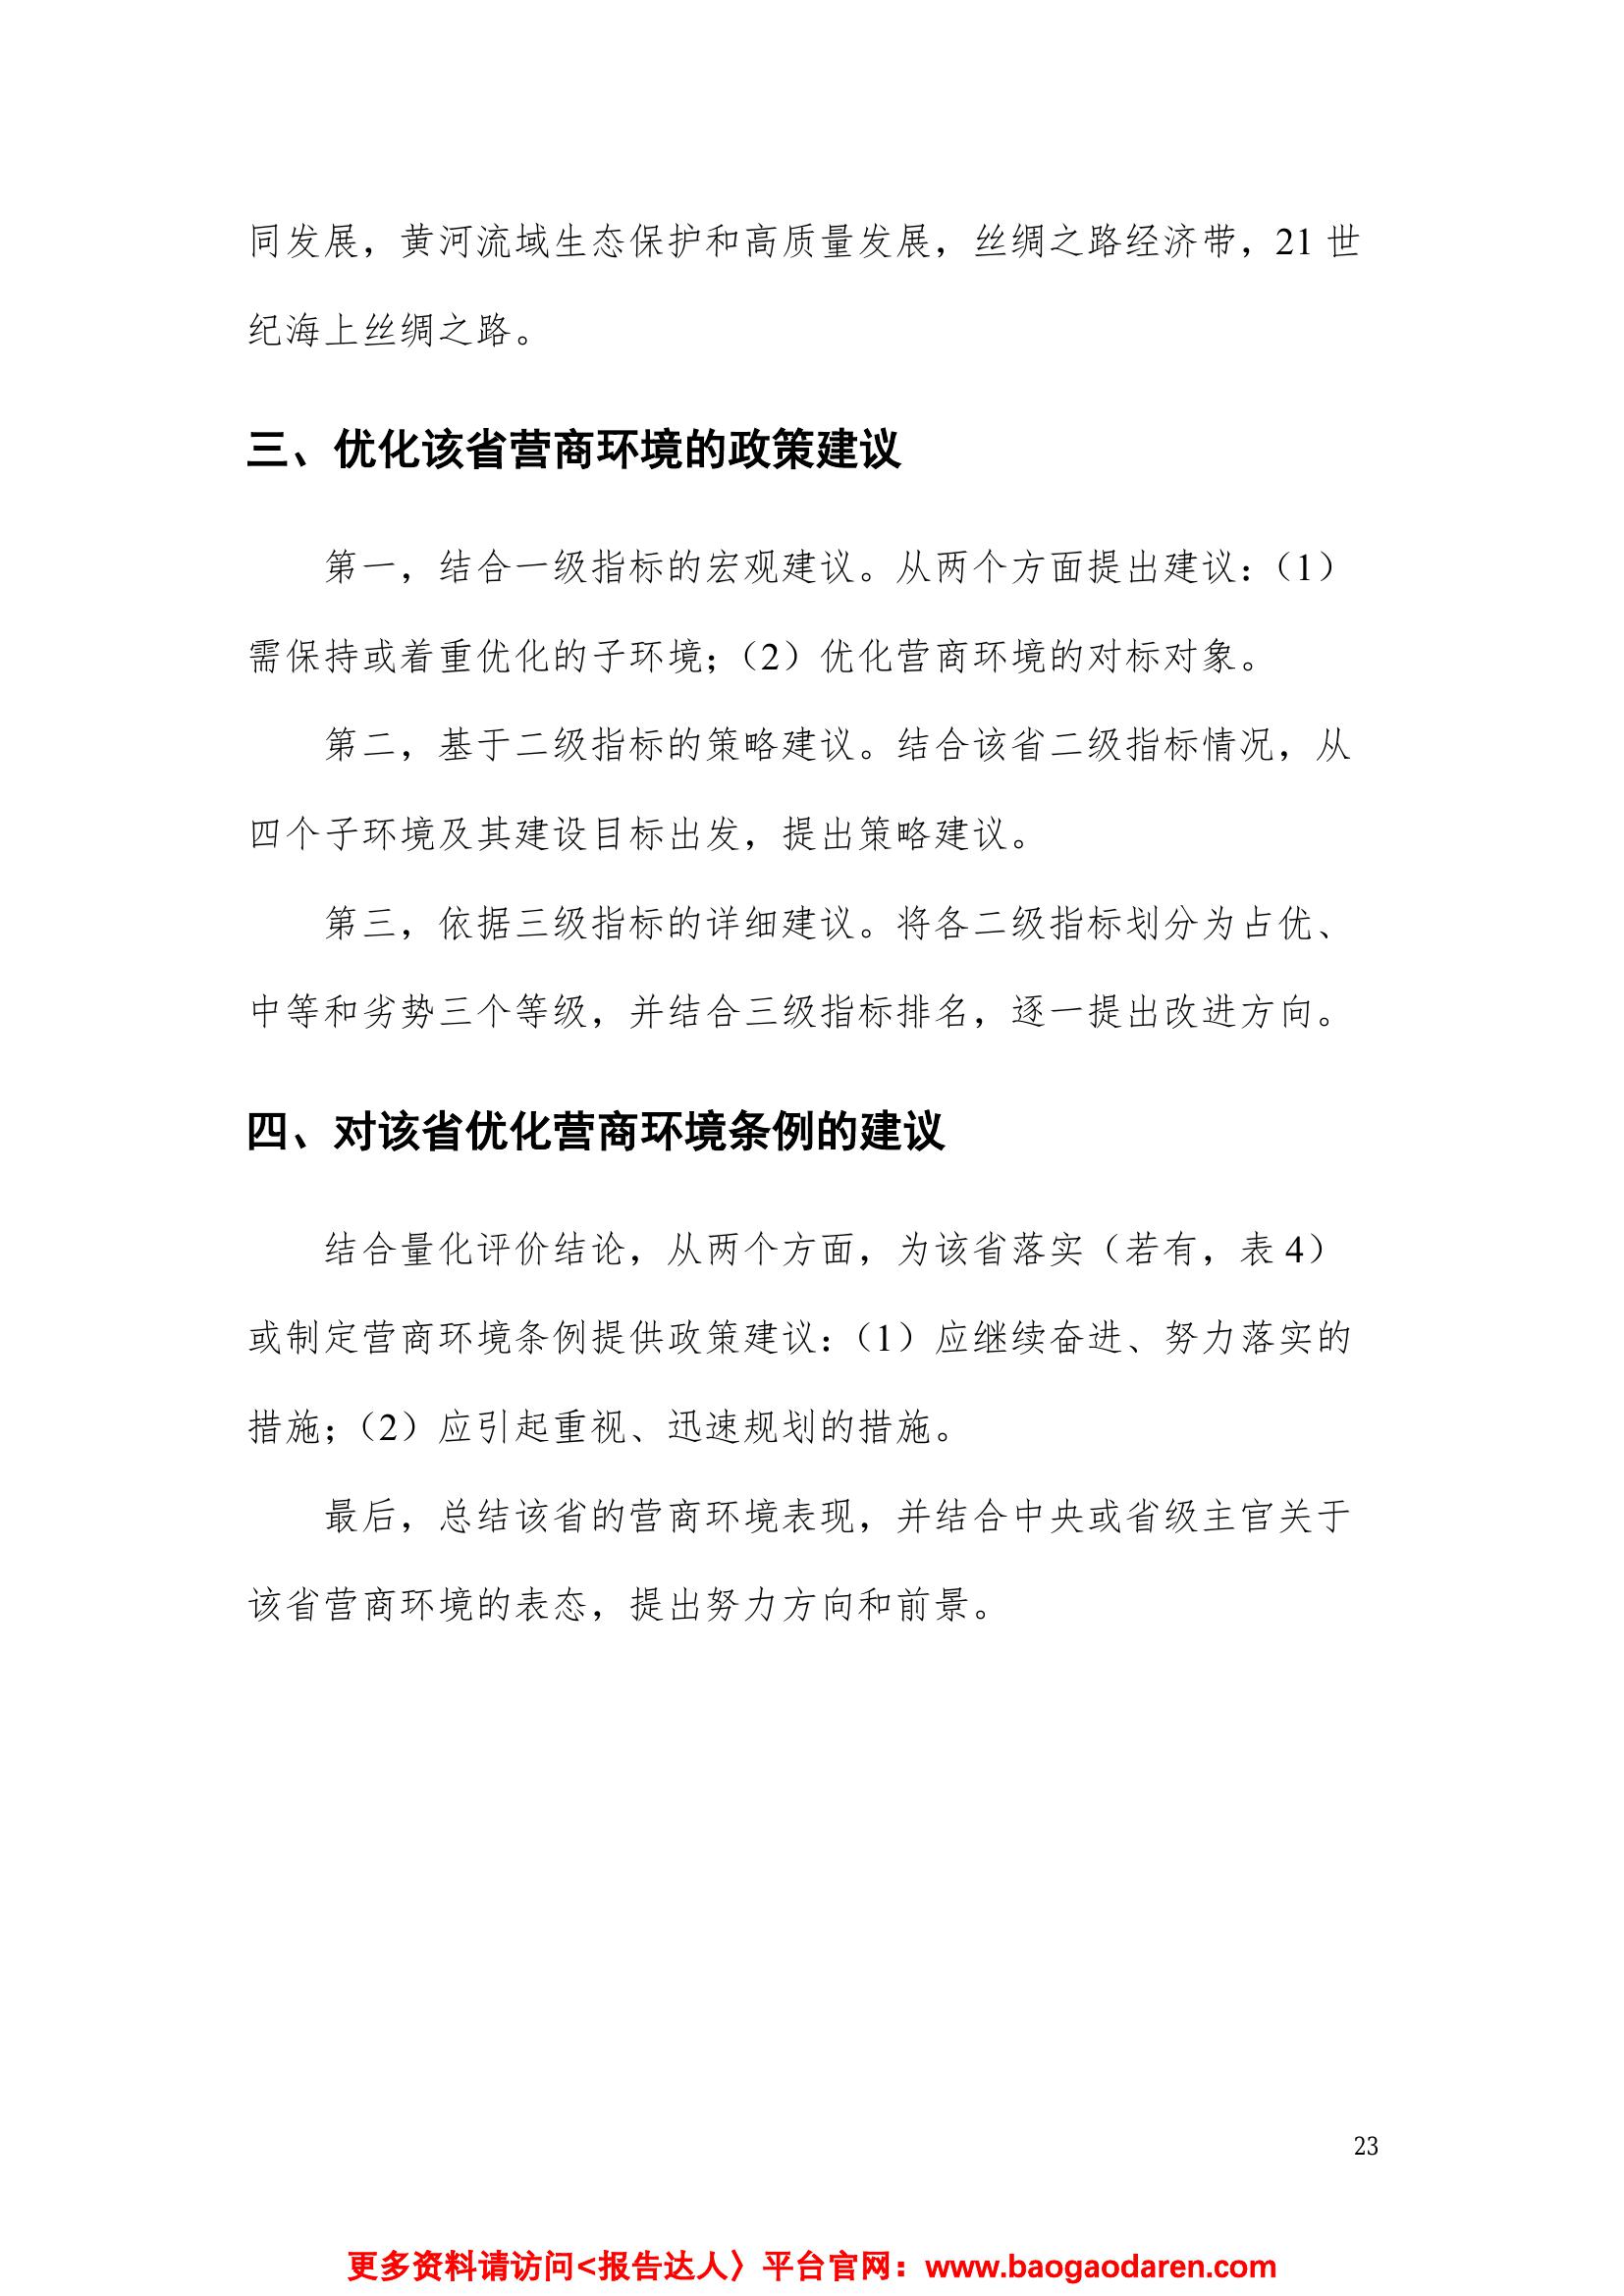 同发展，黄河流域生态保护和高质量发展，丝绸之路经济带，21 世
纪海上丝绸之路。
三、优化该省营商环境的政策建议
第一，结合一级指标的宏观建议。从两个方面提出建议：（1）
需保持或着重优化的子环境；（2）优化营商环境的对标对象。
第二，基于二级指标的策略建议。结合该省二级指标情况，从
四个子环境及其建设目标出发，提出策略建议。
第三，依据三级指标的详细建议。将各二级指标划分为占优、
中等和劣势三个等级，并结合三级指标排名，逐一提出改进方向。
四、对该省优化营商环境条例的建议
结合量化评价结论，从两个方面，为该省落实（若有，表 4）
或制定营商环境条例提供政策建议：（1）应继续奋进、努力落实的
措施；（2）应引起重视、迅速规划的措施。
最后，总结该省的营商环境表现，并结合中央或省级主官关于
该省营商环境的表态，提出努力方向和前景。
23
更多资料请访问<报告达人〉平台官网：www.baogaodaren.com